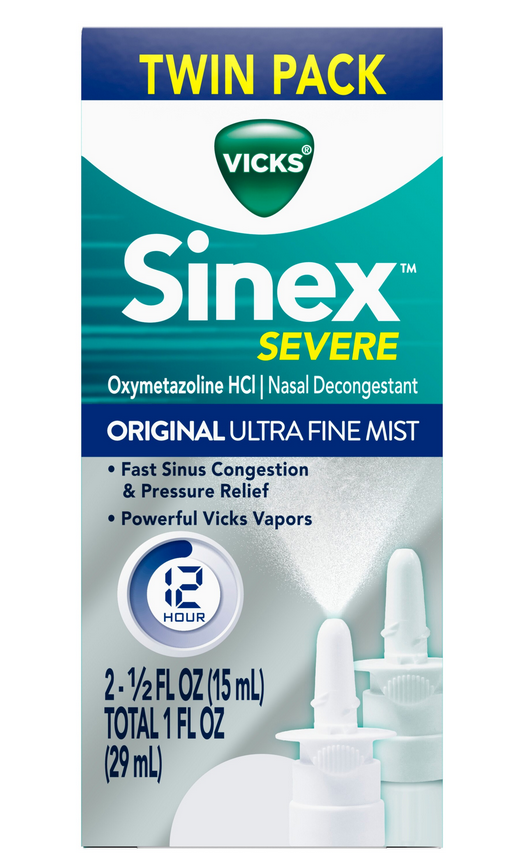 TWIN PACK
VICKS®
Sinex™
SEVERE
Oxymetazoline HCl | Nasal Decongestant
ORIGINAL ULTRA FINE MIST
• Fast Sinus Congestion
& Pressure Relief
• Powerful Vicks Vapors
12
HOUR
2 - ½ FL OZ (15 mL)
TOTAL 1 FL OZ
(29 mL)